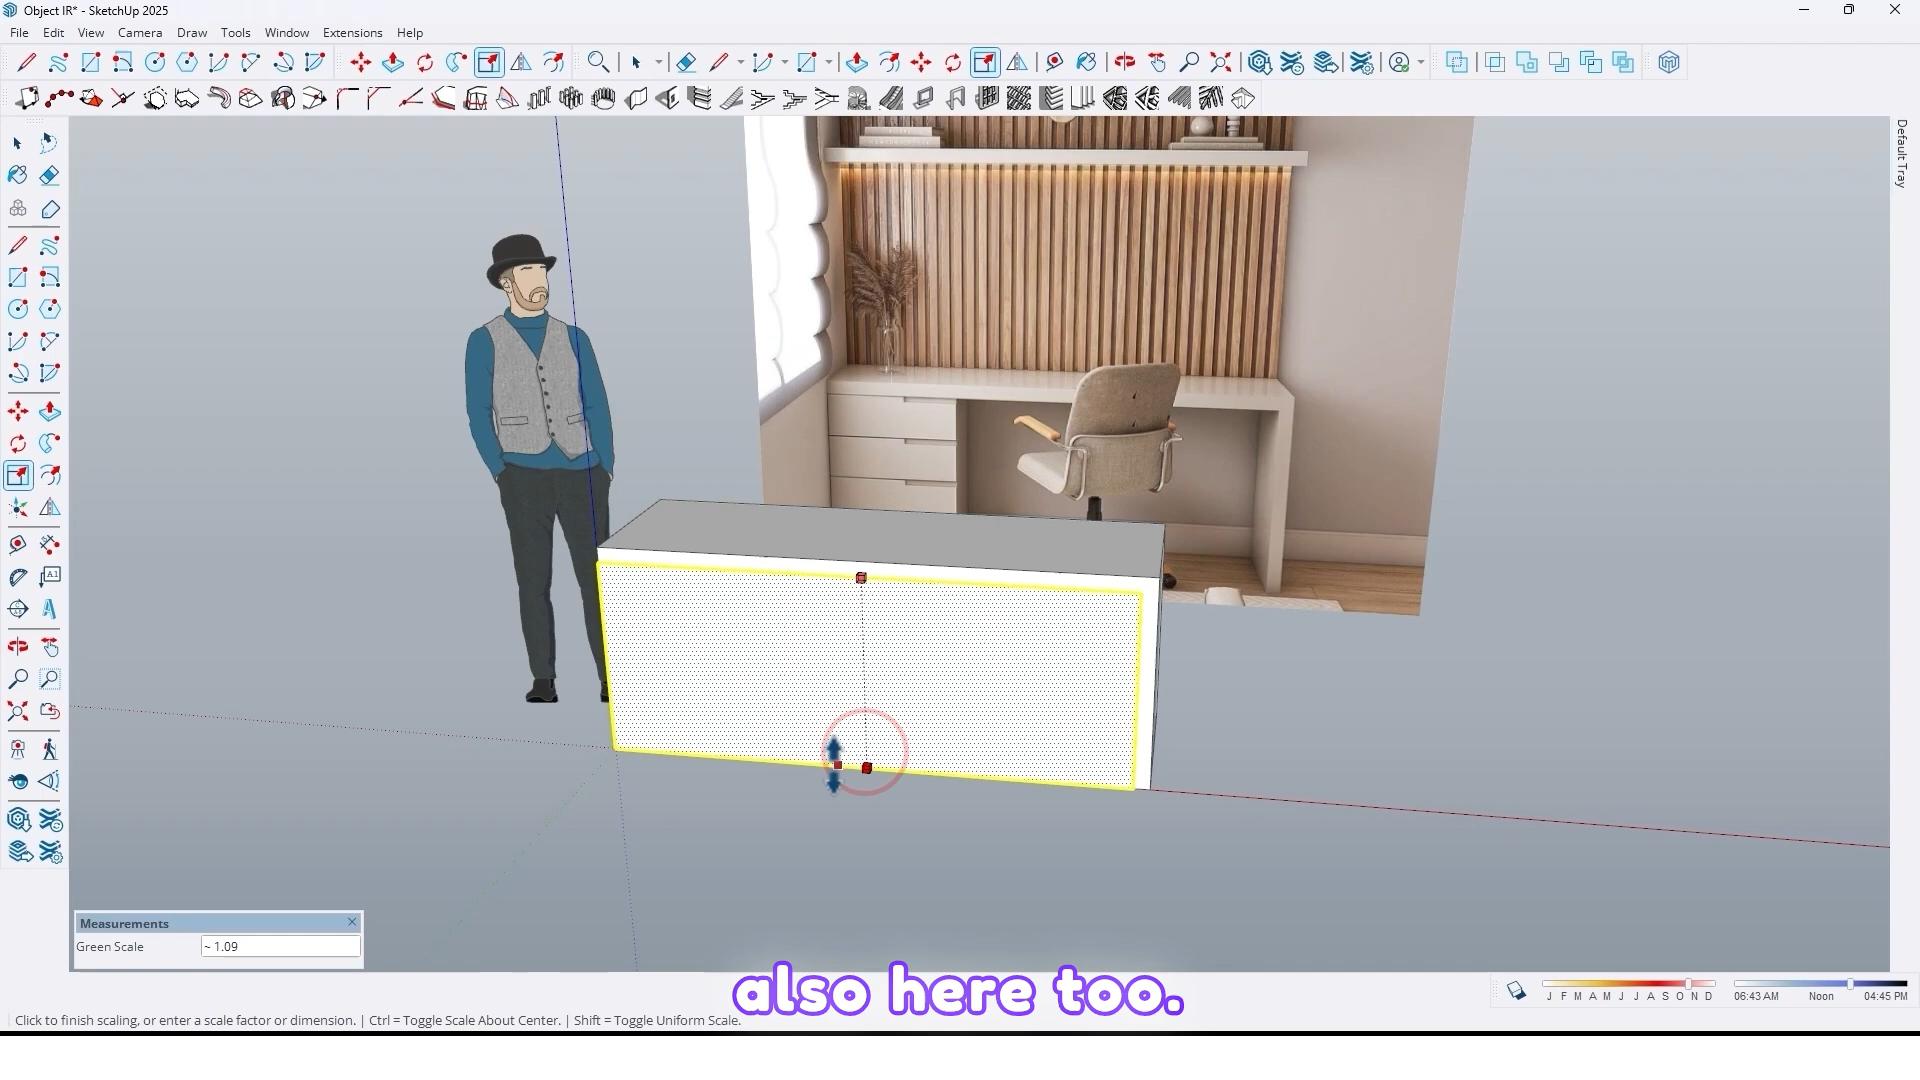 Object IR* - SketchUp 2025
File Edit View Camera Draw Tools Window Extensions Help
Default Tray
A1
Measurements
Green Scale ~ 1.09
also here too.
J F M A M J J A S O N D
06:43 AM Noon 04:45 PM
Click to finish scaling, or enter a scale factor or dimension. | Ctrl = Toggle Scale About Center. | Shift = Toggle Uniform Scale.